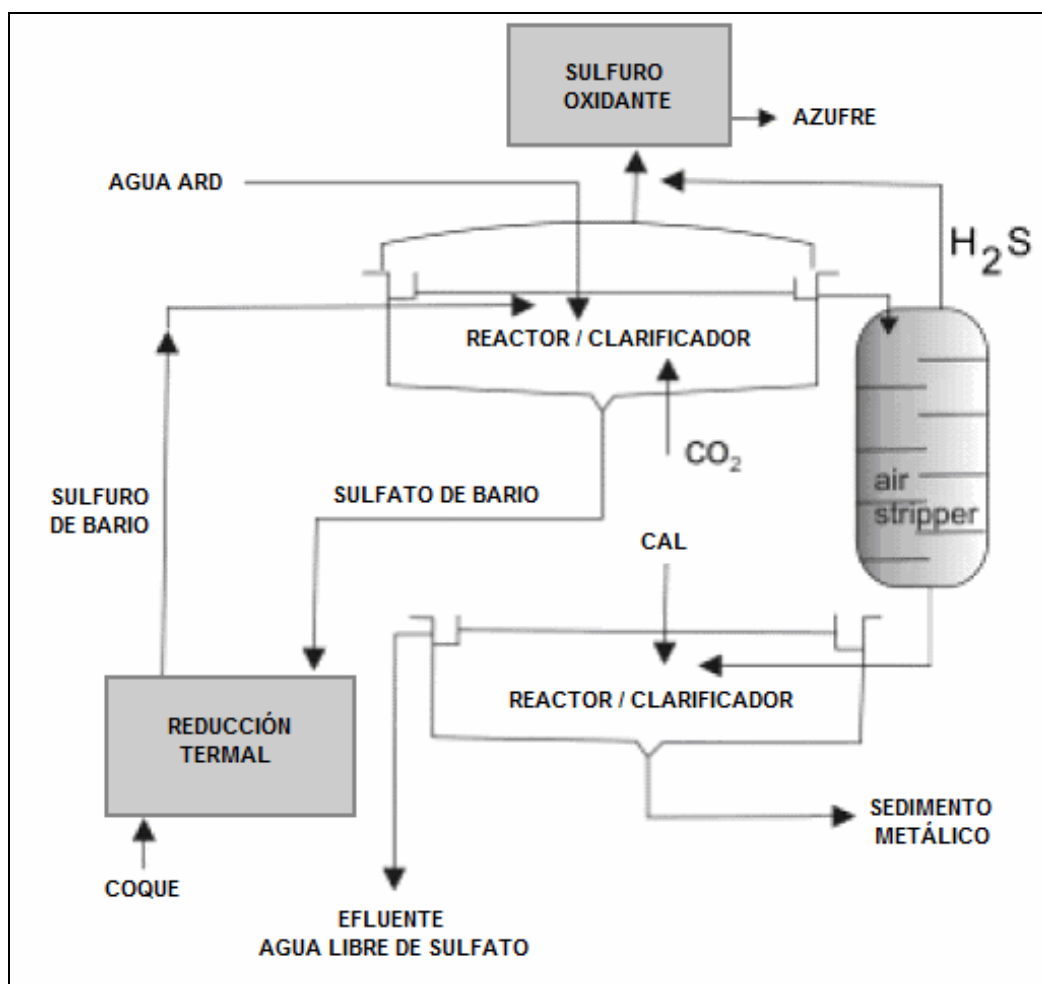 SULFURO
OXIDANTE
AZUFRE
AGUA ARD
H₂S
REACTOR / CLARIFICADOR
CO₂
SULFURO
DE BARIO
SULFATO DE BARIO
air
stripper
CAL
REACTOR / CLARIFICADOR
REDUCCIÓN
TERMAL
SEDIMENTO
METÁLICO
COQUE
EFLUENTE
AGUA LIBRE DE SULFATO